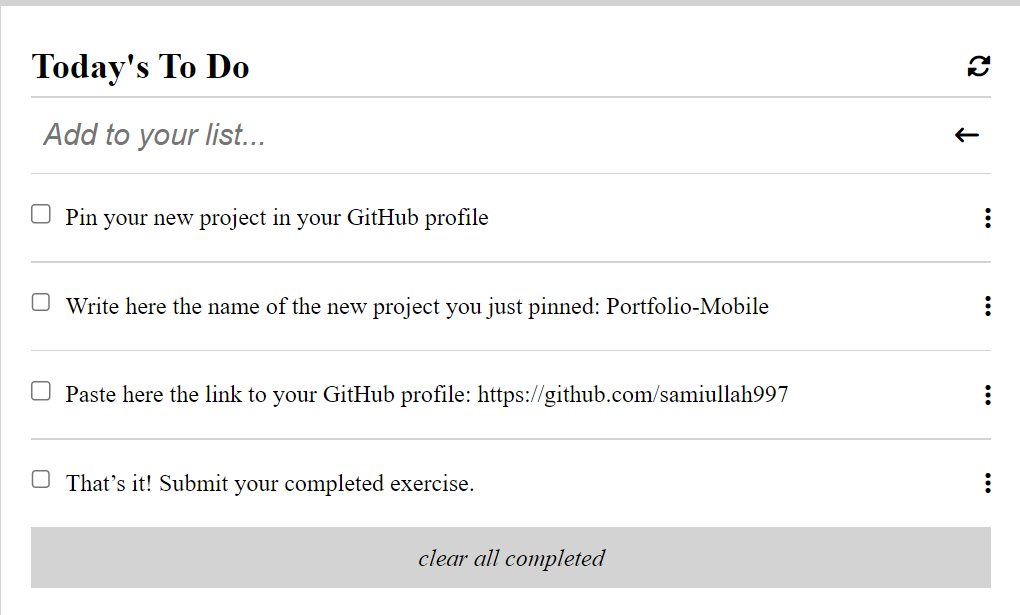 Today's To Do
Add to your list...
Pin your new project in your GitHub profile
Write here the name of the new project you just pinned: Portfolio-Mobile
Paste here the link to your GitHub profile: https://github.com/samiullah997
That’s it! Submit your completed exercise.
clear all completed